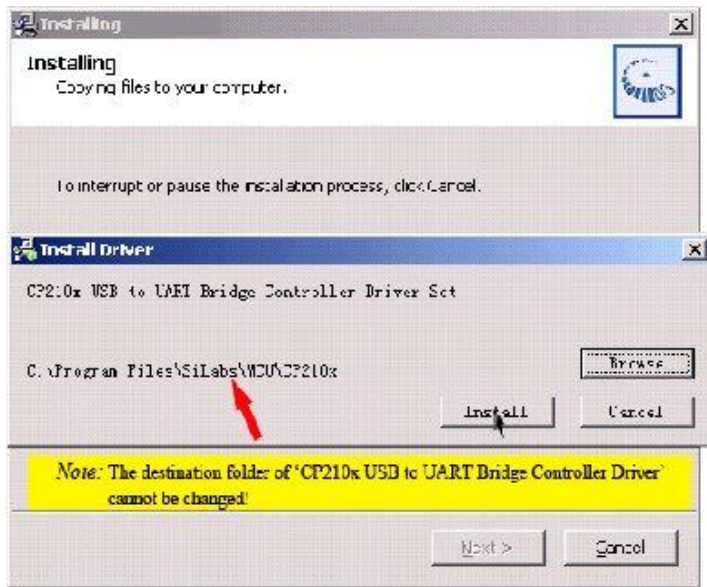 Installing
Installing
Copying files to your computer.
To interrupt or pause the installation process, click Cancel.
Install Driver
CP210x USB to UART Bridge Controller Driver Set
C:\Program Files\SiLabs\MCU\CP210x
Browse
Install Cancel
Note: The destination folder of ‘CP210x USB to UART Bridge Controller Driver’
cannot be changed!
Next > Cancel